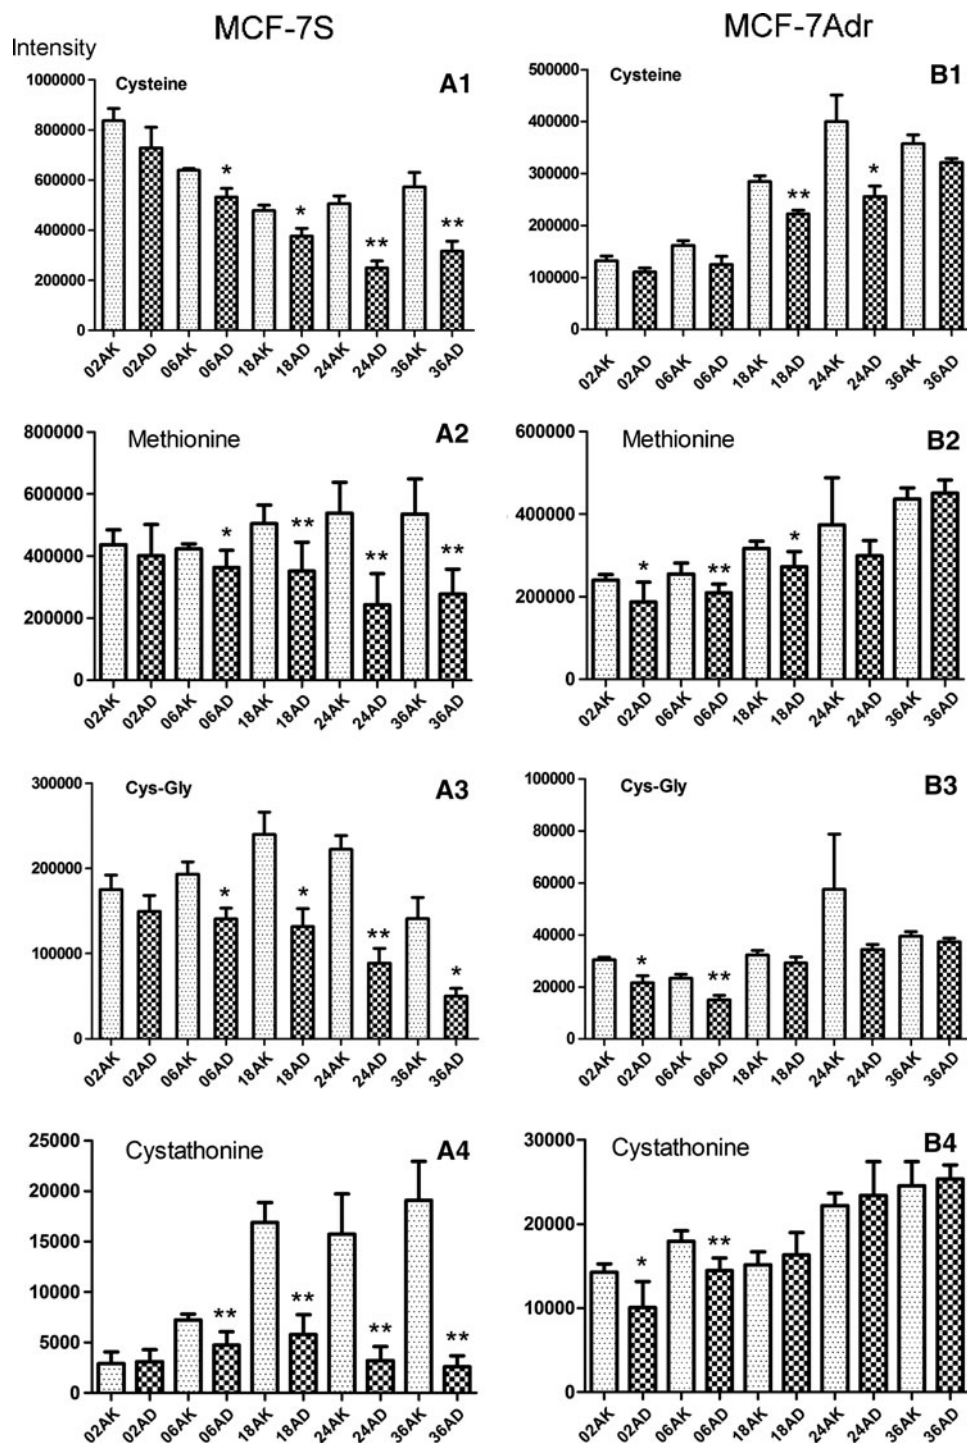 MCF-7S
MCF-7Adr
Intensity
Cysteine
A1
1000000
800000
600000
400000
200000
0
*
*
**
**
02AK 02AD 06AK 06AD 18AK 18AD 24AK 24AD 36AK 36AD
Cysteine
B1
500000
400000
300000
200000
100000
0
**
*
02AK 02AD 06AK 06AD 18AK 18AD 24AK 24AD 36AK 36AD
Methionine
A2
800000
600000
400000
200000
0
*
**
**
**
02AK 02AD 06AK 06AD 18AK 18AD 24AK 24AD 36AK 36AD
Methionine
B2
600000
400000
200000
0
*
**
*
02AK 02AD 06AK 06AD 18AK 18AD 24AK 24AD 36AK 36AD
Cys-Gly
A3
300000
200000
100000
0
*
*
**
*
02AK 02AD 06AK 06AD 18AK 18AD 24AK 24AD 36AK 36AD
Cys-Gly
B3
100000
80000
60000
40000
20000
0
*
**
02AK 02AD 06AK 06AD 18AK 18AD 24AK 24AD 36AK 36AD
Cystathonine
A4
25000
20000
15000
10000
5000
0
**
**
**
**
02AK 02AD 06AK 06AD 18AK 18AD 24AK 24AD 36AK 36AD
Cystathonine
B4
30000
20000
10000
0
*
**
02AK 02AD 06AK 06AD 18AK 18AD 24AK 24AD 36AK 36AD